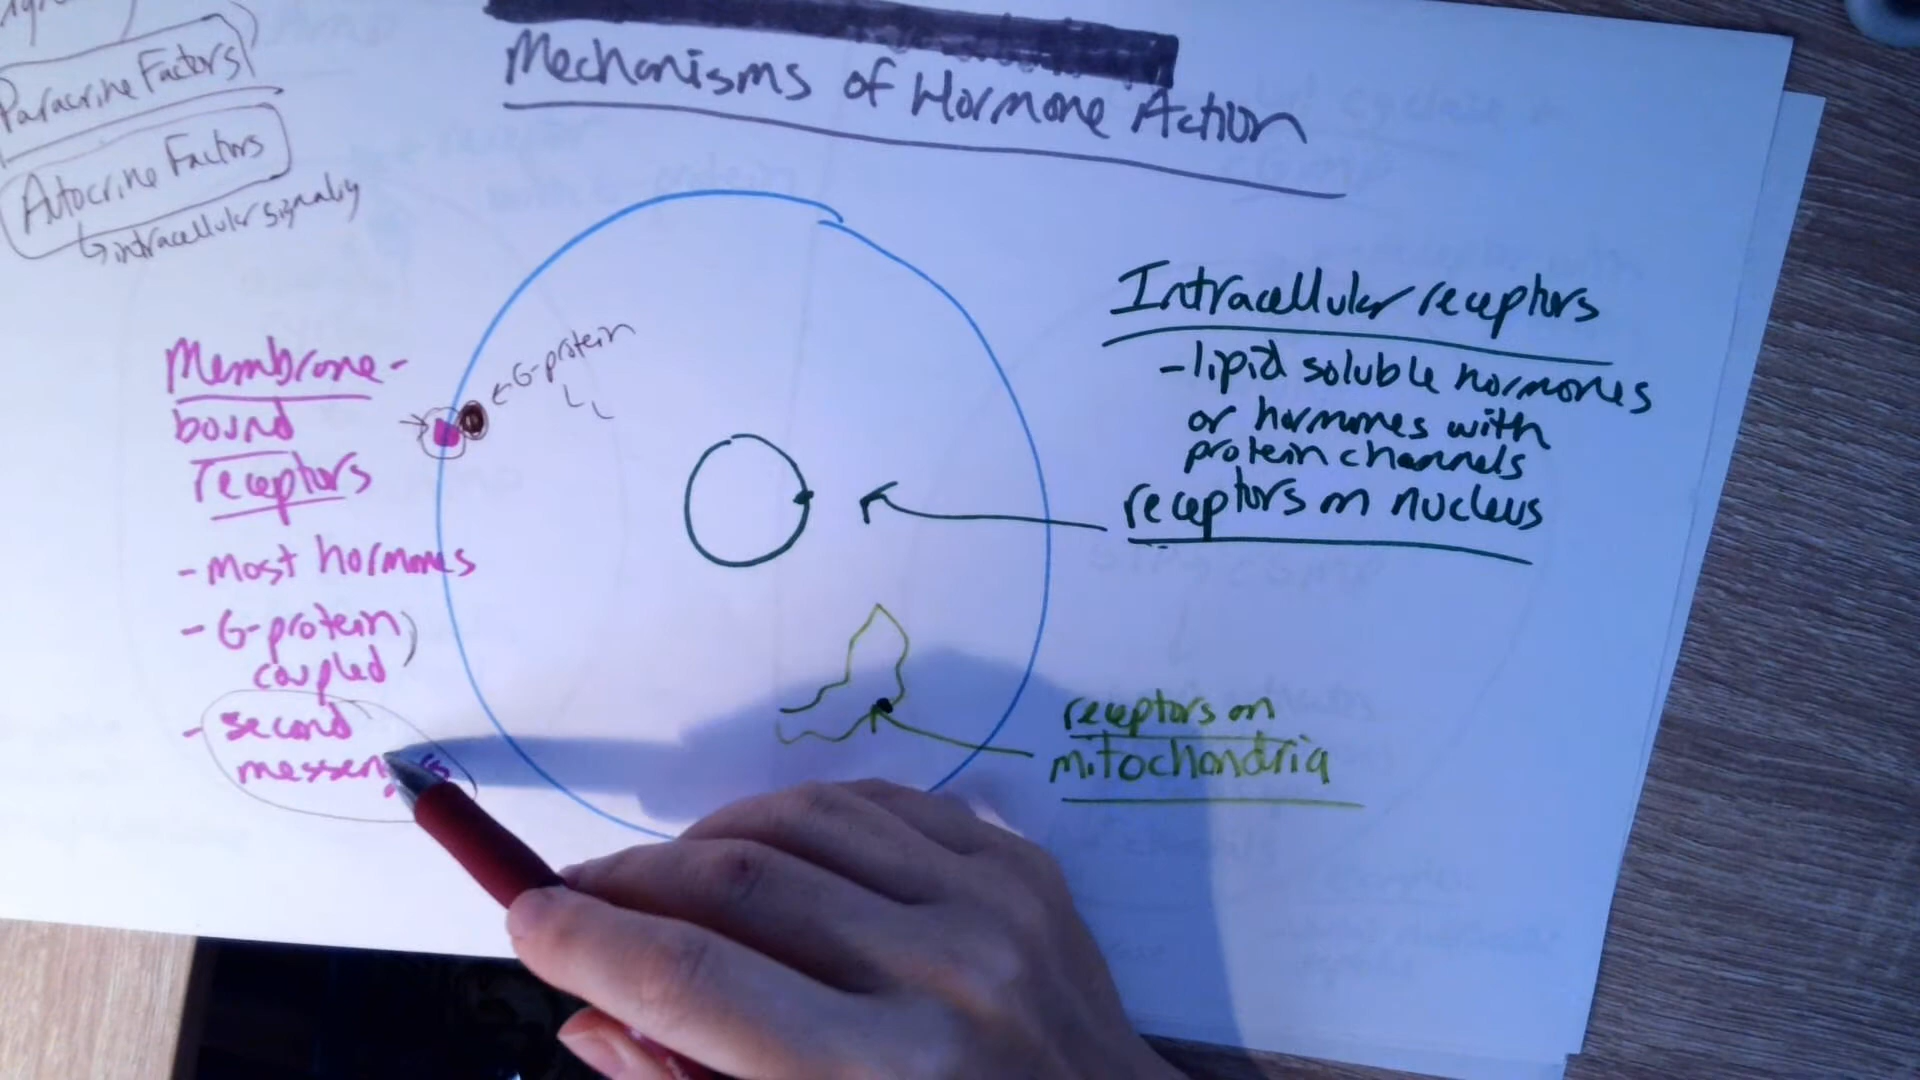 Mechanisms of Hormone Action
Paracrine Factors
Autocrine Factors
intracellular signaling
Membrane-
bound
receptors
- Most hormones
- G-protein
coupled
- second
G-protein
Intracellular receptors
- lipid soluble hormones
or hormones with
protein channels
receptors on nucleus
receptors on
mitochondria